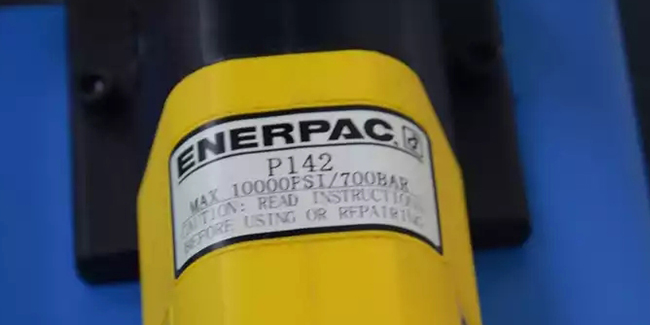 ENERPAC.
P142
MAX 10000PSI/700BAR
CAUTION: READ INSTRUCTIONS
BEFORE USING OR REPAIRING